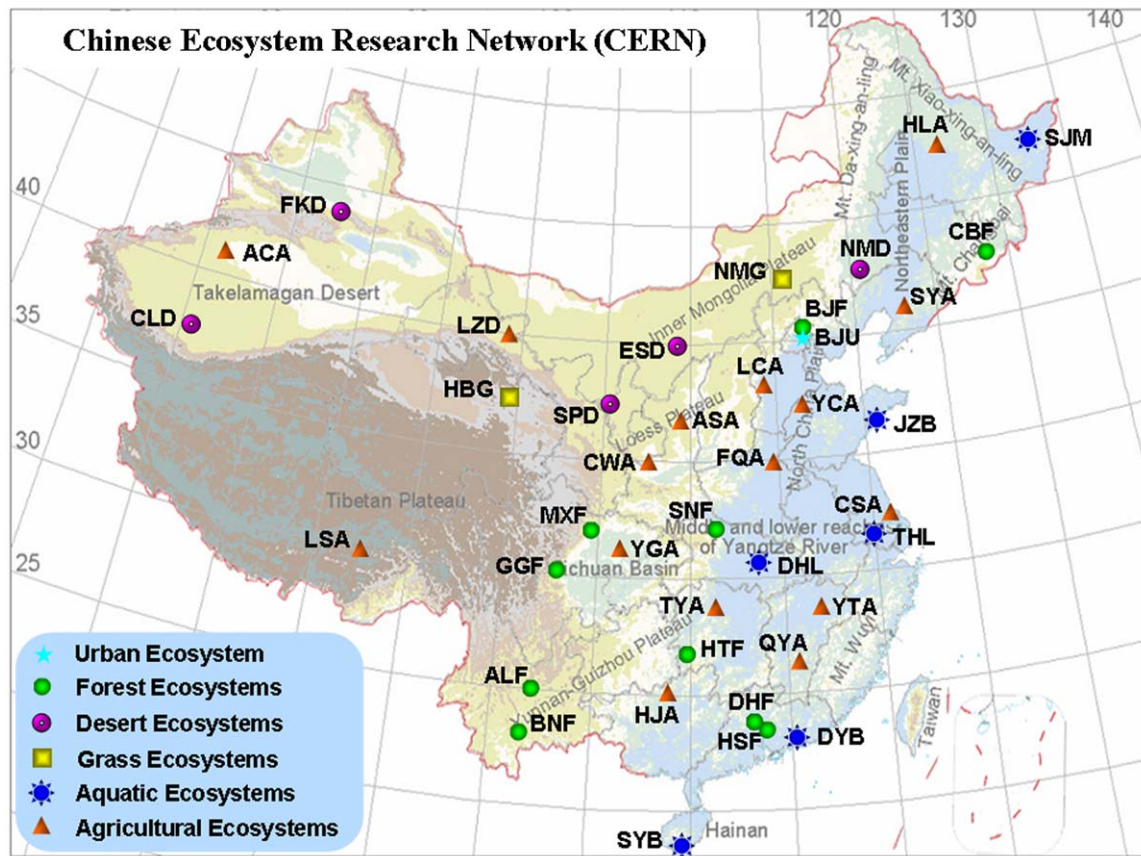 Chinese Ecosystem Research Network (CERN)
120
130
140
Mt. Da-xing-an-ling
Mt. Xiao-xing-an-ling
HLA
SJM
40
FKD
Northeastern Plain
CBF
ACA
NMG
NMD
Mt. Changbai
Takelamagan Desert
Inner Mongolia Plateau
SYA
35
CLD
LZD
BJF
BJU
ESD
LCA
HBG
SPD
Loess Plateau
ASA
YCA
North China Plain
JZB
30
CWA
FQA
Tibetan Plateau
MXF
SNF
CSA
Middle and lower reaches
of Yangtze River
THL
LSA
YGA
25
GGF
Sichuan Basin
DHL
TYA
YTA
Urban Ecosystem
HTF
QYA
Mt. Wuyi
Forest Ecosystems
ALF
Yunnan-Guizhou Plateau
HJA
DHF
Desert Ecosystems
BNF
HSF
DYB
Taiwan
Grass Ecosystems
Aquatic Ecosystems
Agricultural Ecosystems
SYB
Hainan